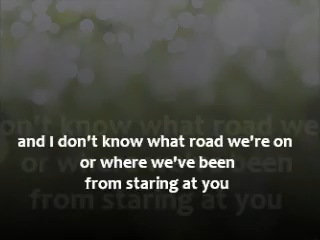 and I don't know what road we're on
or where we've been
from staring at you